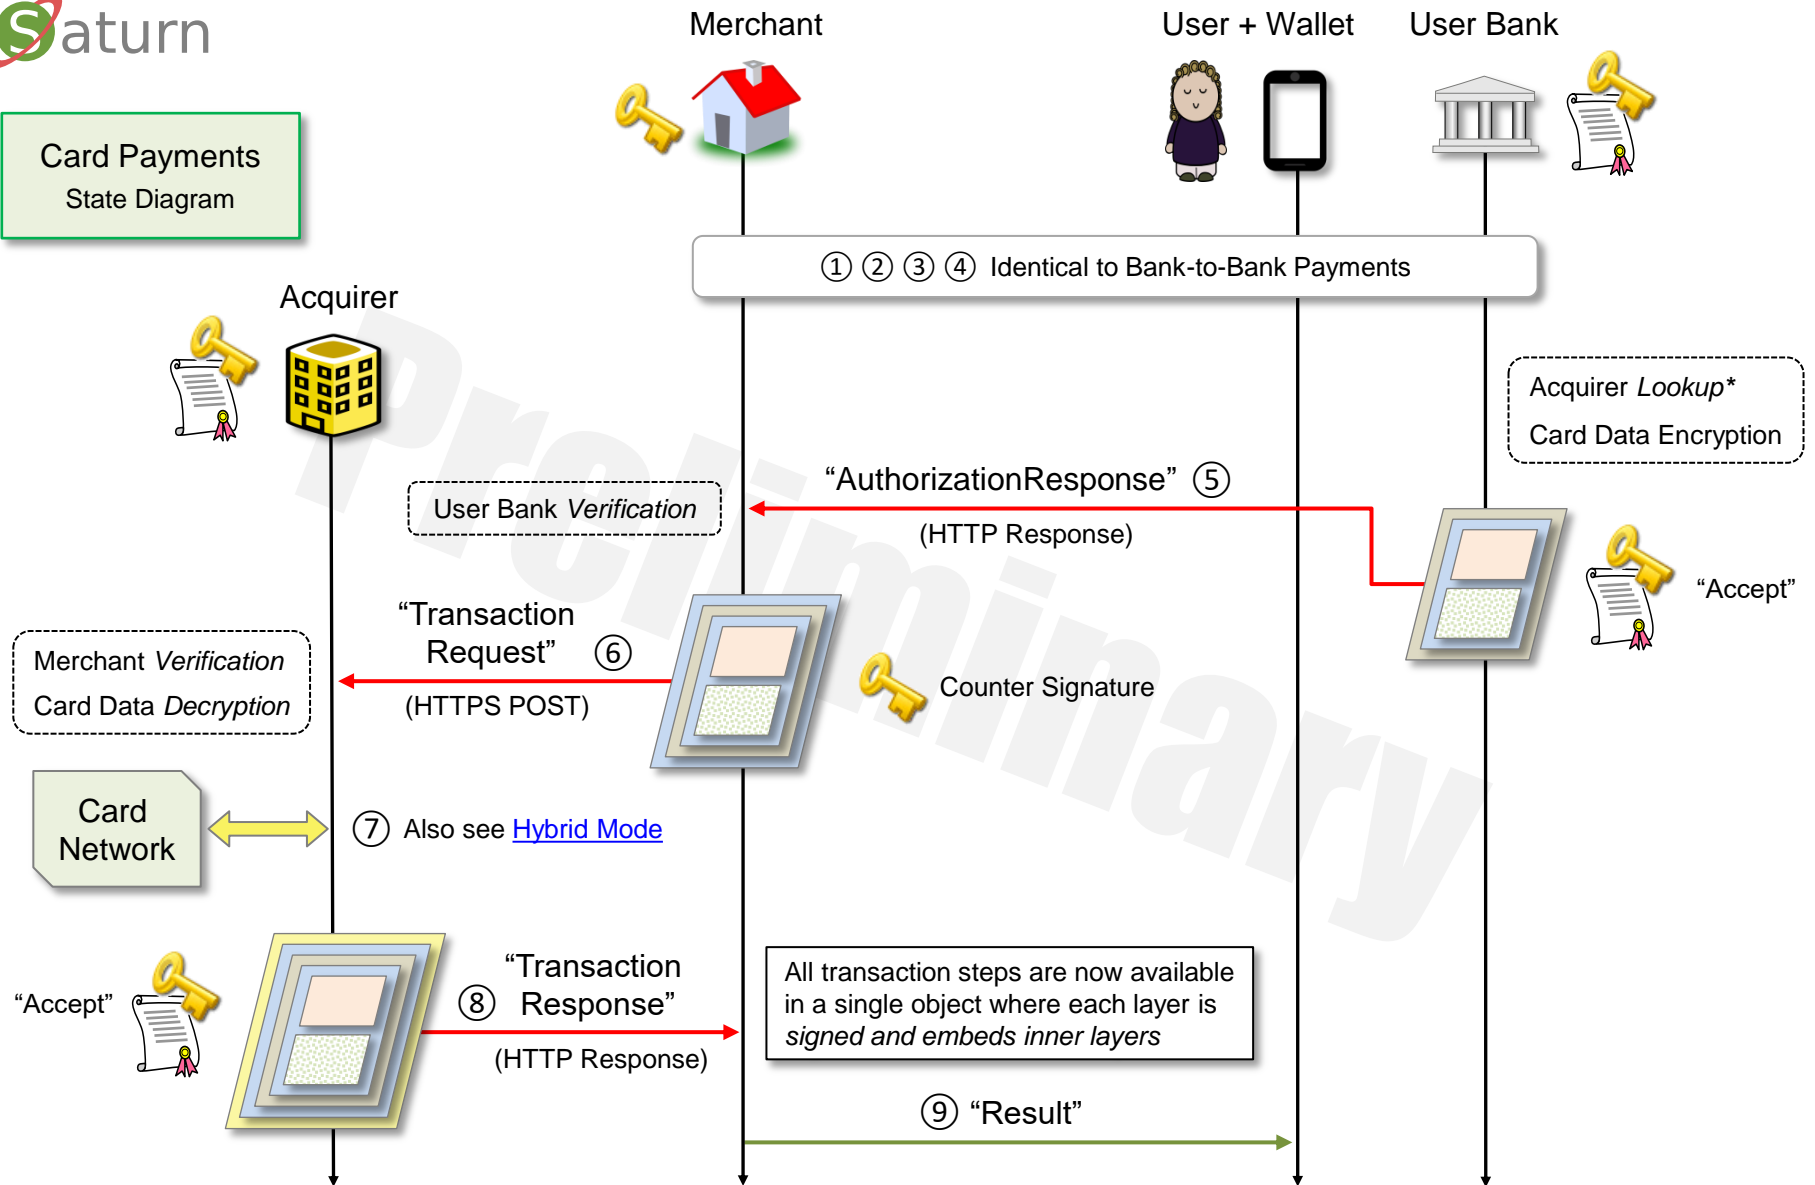 Saturn
Merchant
User + Wallet
User Bank
Card Payments
State Diagram
① ② ③ ④ Identical to Bank-to-Bank Payments
Acquirer
Acquirer Lookup*
Card Data Encryption
“AuthorizationResponse” ⑤
(HTTP Response)
User Bank Verification
“Accept”
“Transaction
Request” ⑥
(HTTPS POST)
Merchant Verification
Card Data Decryption
Counter Signature
Card
Network
⑦ Also see Hybrid Mode
“Accept”
“Transaction
⑧ Response”
(HTTP Response)
All transaction steps are now available
in a single object where each layer is
signed and embeds inner layers
⑨ “Result”
Preliminary